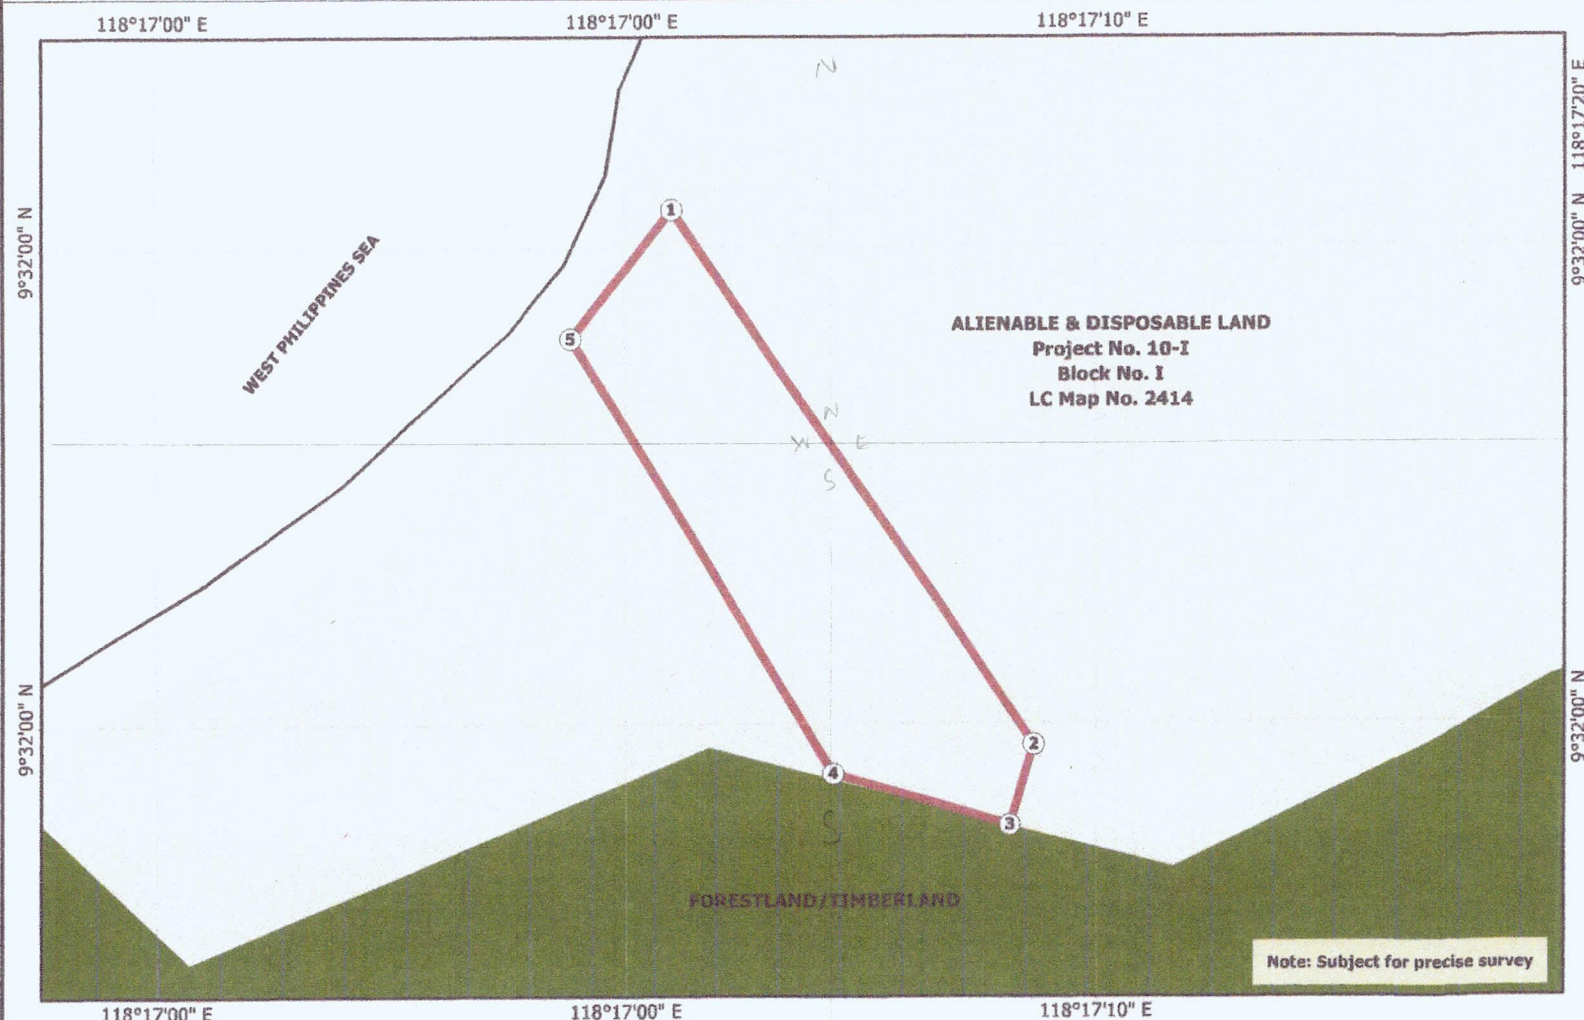 118°17'00" E
118°17'00" E
118°17'10" E
118°17'20" E
N
9°32'00" N
9°32'00" N
1
WEST PHILIPPINES SEA
5
ALIENABLE & DISPOSABLE LAND
Project No. 10-I
Block No. I
LC Map No. 2414
N
W
E
S
9°32'00" N
9°32'00" N
2
4
3
S
FORESTLAND/TIMBERLAND
Note: Subject for precise survey
118°17'00" E
118°17'00" E
118°17'10" E